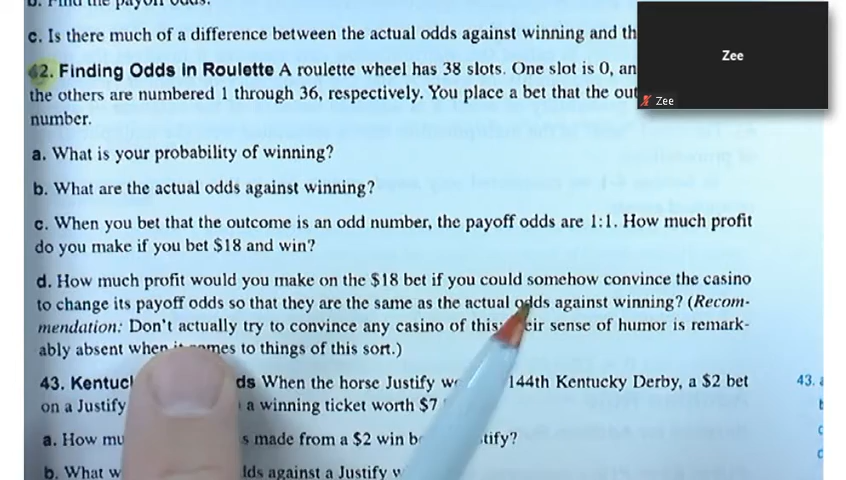 b. Find the payoff odds.
c. Is there much of a difference between the actual odds against winning and th
Zee
Zee
62. Finding Odds in Roulette A roulette wheel has 38 slots. One slot is 0, an
the others are numbered 1 through 36, respectively. You place a bet that the out
number.
a. What is your probability of winning?
b. What are the actual odds against winning?
c. When you bet that the outcome is an odd number, the payoff odds are 1:1. How much profit
do you make if you bet $18 and win?
d. How much profit would you make on the $18 bet if you could somehow convince the casino
to change its payoff odds so that they are the same as the actual odds against winning? (Recom-
mendation: Don't actually try to convince any casino of this; eir sense of humor is remark-
ably absent when it comes to things of this sort.)
43. Kentuc ds When the horse Justify w 144th Kentucky Derby, a $2 bet
on a Justify a winning ticket worth $7
a. How mu s made from a $2 win b tify?
b. What w lds against a Justify w
43.